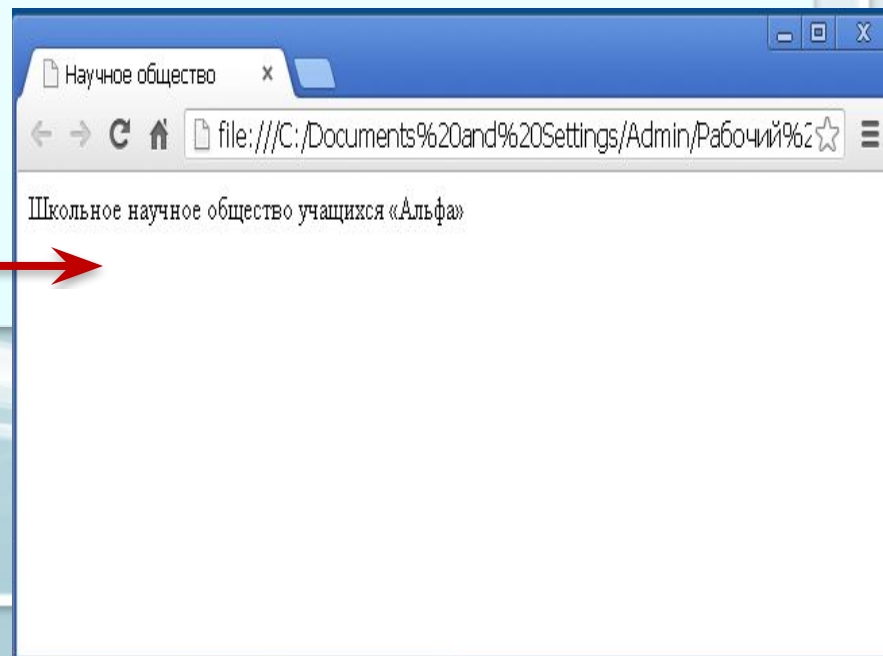 Научное общество
file:///C:/Documents%20and%20Settings/Admin/Рабочий%2
Школьное научное общество учащихся «Альфа»